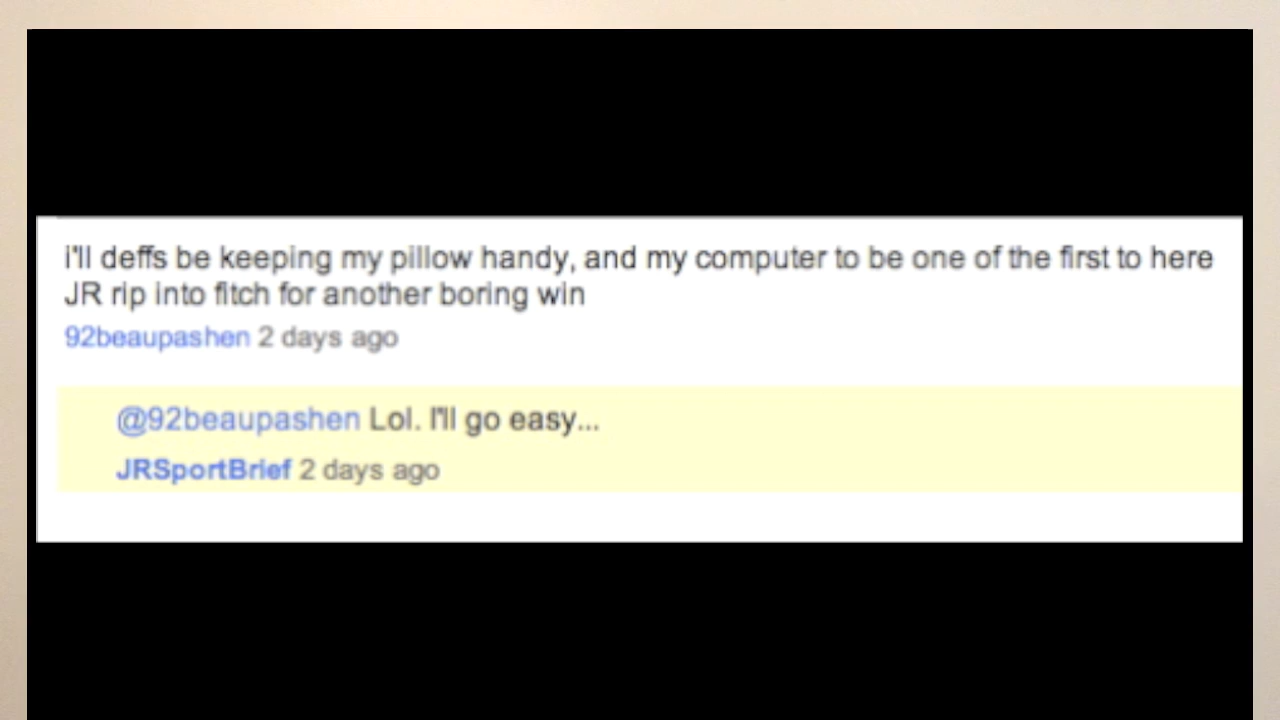 i'll deffs be keeping my pillow handy, and my computer to be one of the first to here
JR rip into fitch for another boring win
92beaupashen 2 days ago
@92beaupashen Lol. I'll go easy...
JRSportBrief 2 days ago